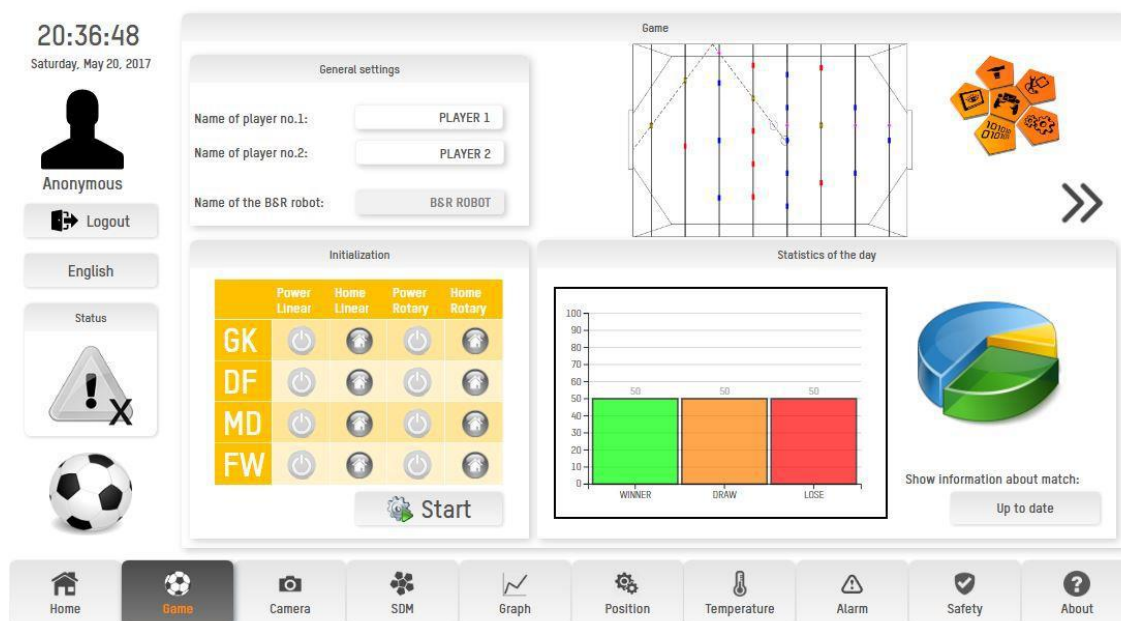 20:36:48
Saturday, May 20, 2017
Anonymous
Logout
English
Status
X
Game
General settings
Name of player no.1:
PLAYER 1
Name of player no.2:
PLAYER 2
Name of the B&R robot:
B&R ROBOT
10101
01010
Initialization
Power Linear
Home Linear
Power Rotary
Home Rotary
GK
DF
MD
FW
Start
Statistics of the day
100
90
80
70
60
50
40
30
20
10
0
50
50
50
WINNER
DRAW
LOSE
Show information about match:
Up to date
Home
Game
Camera
SDM
Graph
Position
Temperature
Alarm
Safety
About